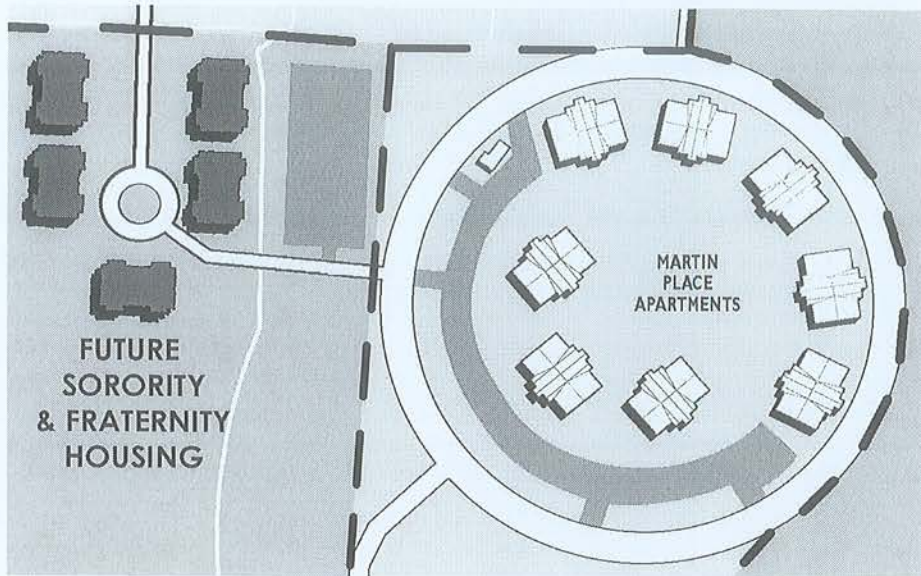 MARTIN
PLACE
APARTMENTS
FUTURE
SORORITY
& FRATERNITY
HOUSING